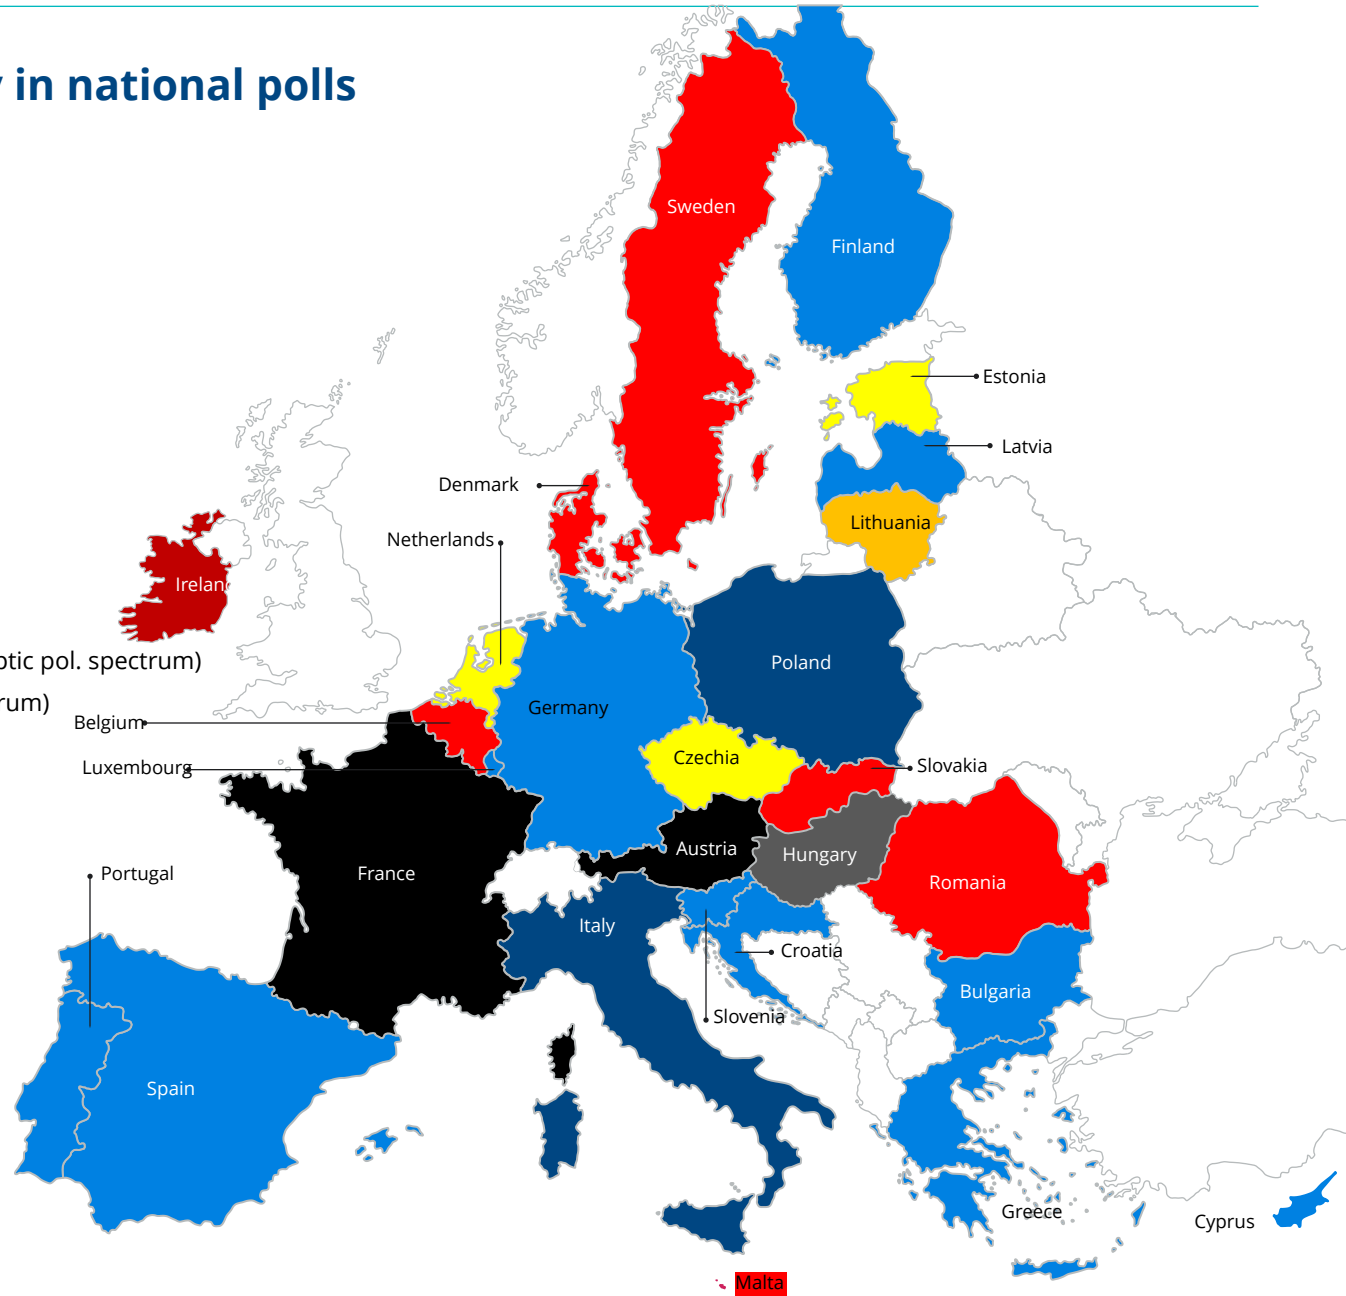 in national polls
Sweden
Finland
Estonia
Latvia
Denmark
Lithuania
Netherlands
Irelan
ptic pol. spectrum)
Poland
rum)
Germany
Belgium
Czechia
Slovakia
Luxembourg
Austria
Hungary
Portugal
France
Romania
Italy
Croatia
Bulgaria
Slovenia
Spain
Greece
Cyprus
Malta